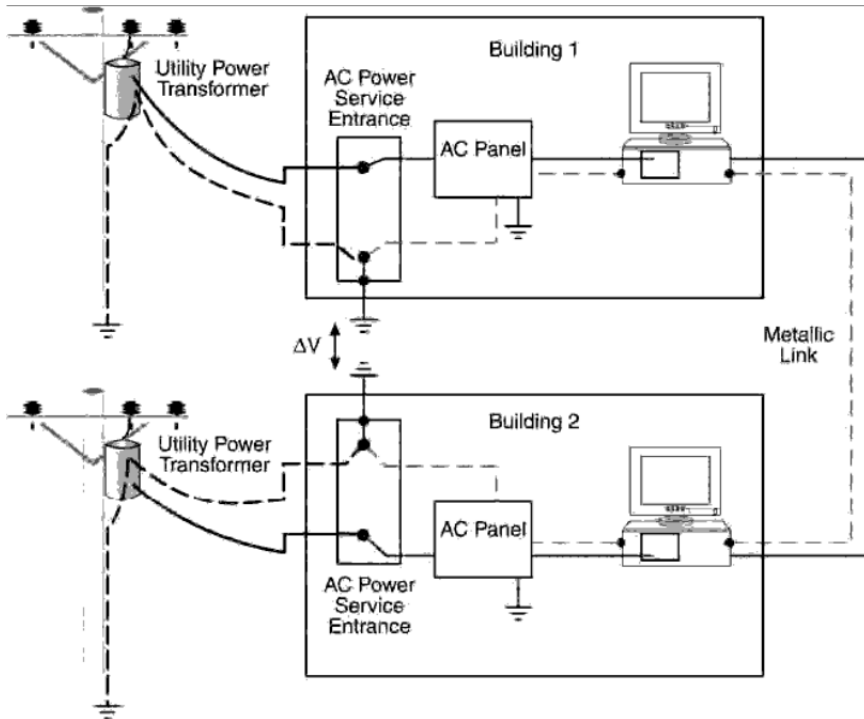 Building 1
Utility Power
Transformer
AC Power
Service
Entrance
AC Panel
ΔV
Metallic
Link
Building 2
Utility Power
Transformer
AC Panel
AC Power
Service
Entrance